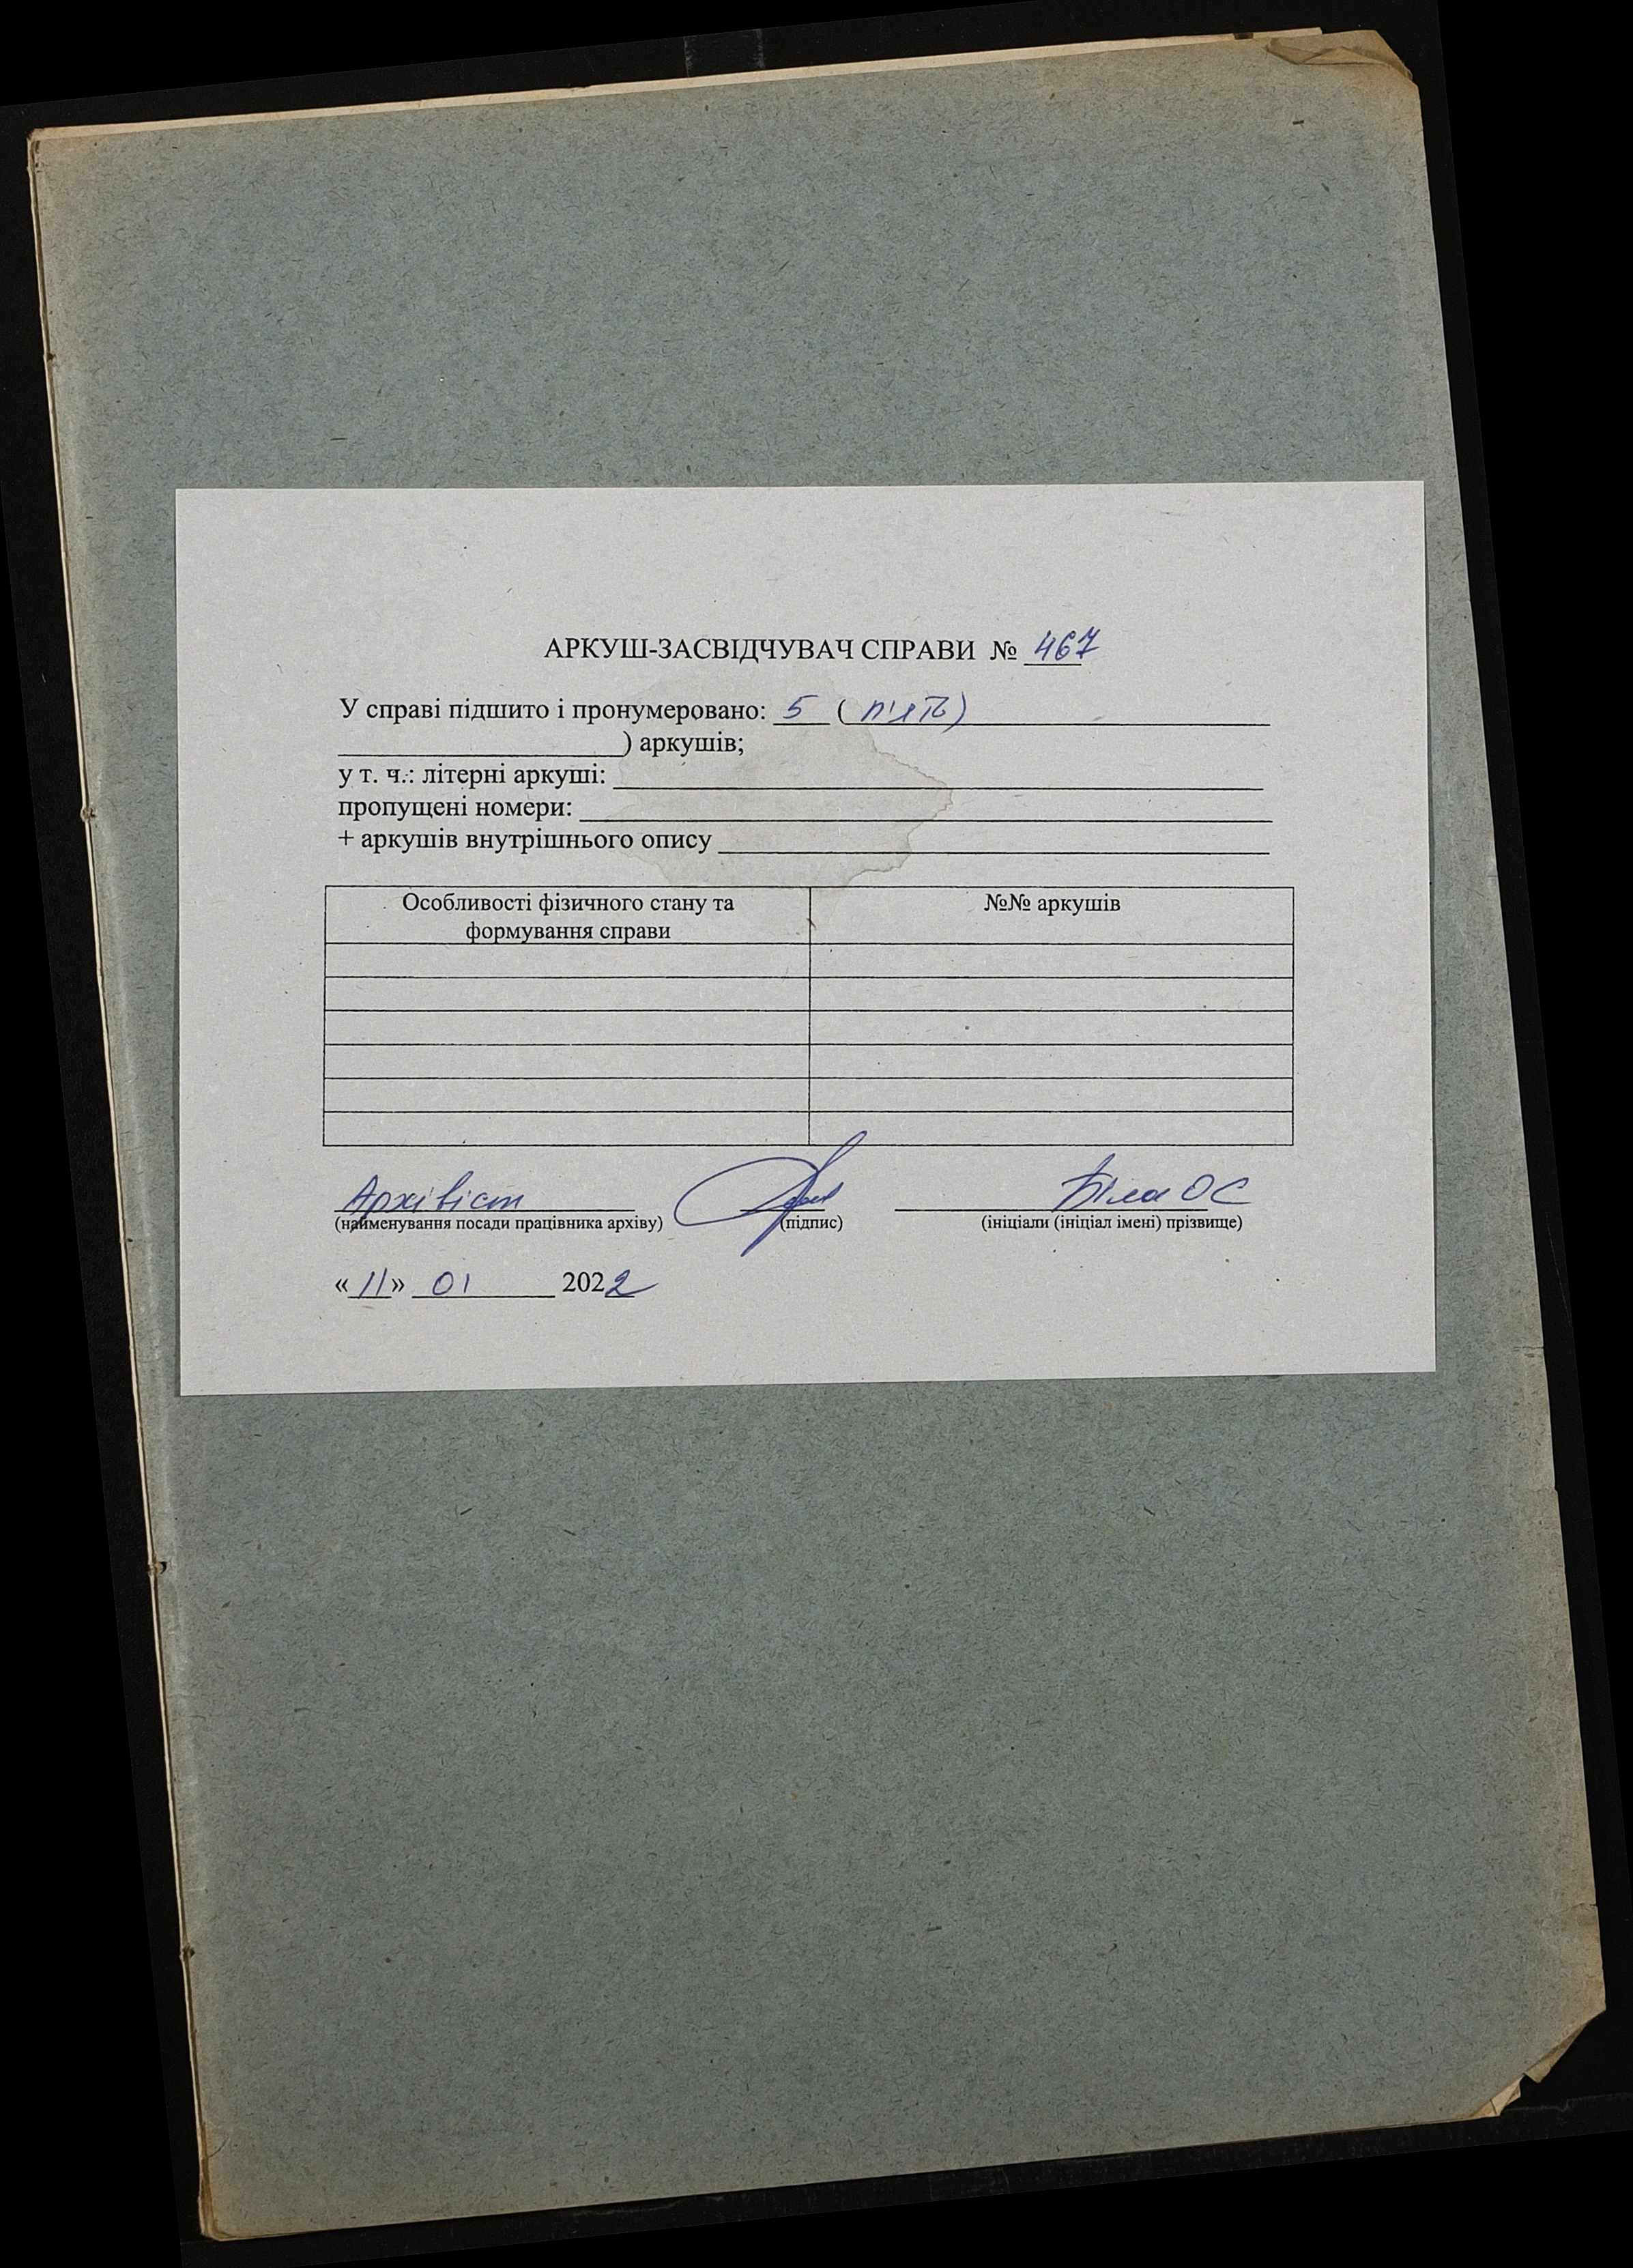 АРКУШ-ЗАСВІДЧУВАЧ СПРАВИ № 467
У справі підшито і пронумеровано: 5 ( п'ять)
) аркушів;
у т. ч.: літерні аркуші:
пропущені номери:
+ аркушів внутрішнього опису
Особливості фізичного стану та
формування справи
№№ аркушів
Архівіст Біла О С
(найменування посади працівника архіву) (підпис) (ініціали (ініціал імені) прізвище)
«11» 01 2022